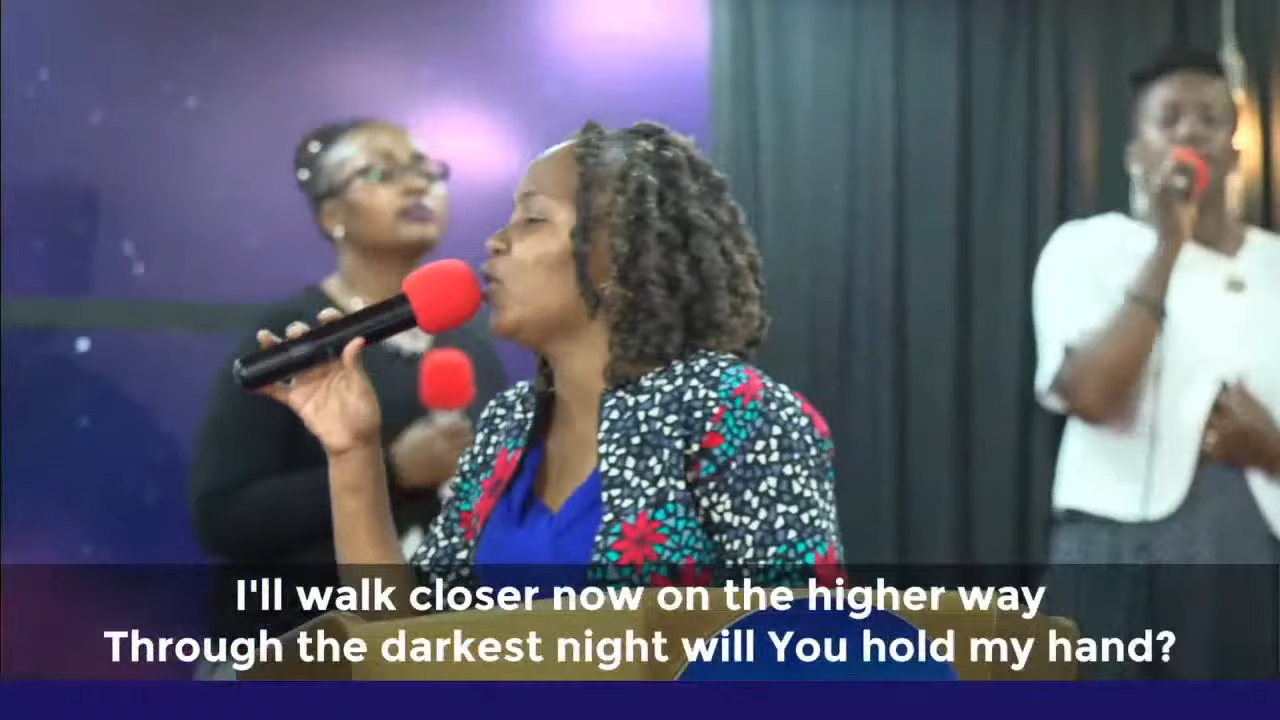 I'll walk closer now on the higher way
Through the darkest night will You hold my hand?